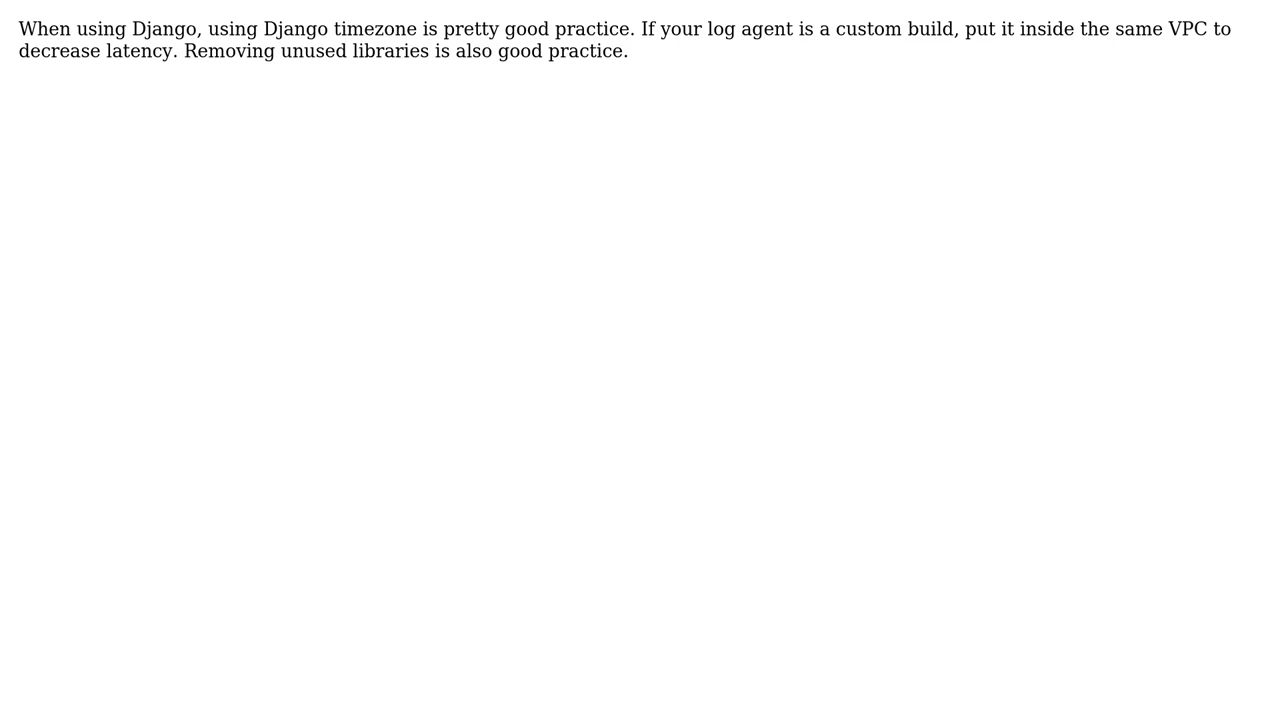 When using Django, using Django timezone is pretty good practice. If your log agent is a custom build, put it inside the same VPC to
decrease latency. Removing unused libraries is also good practice.